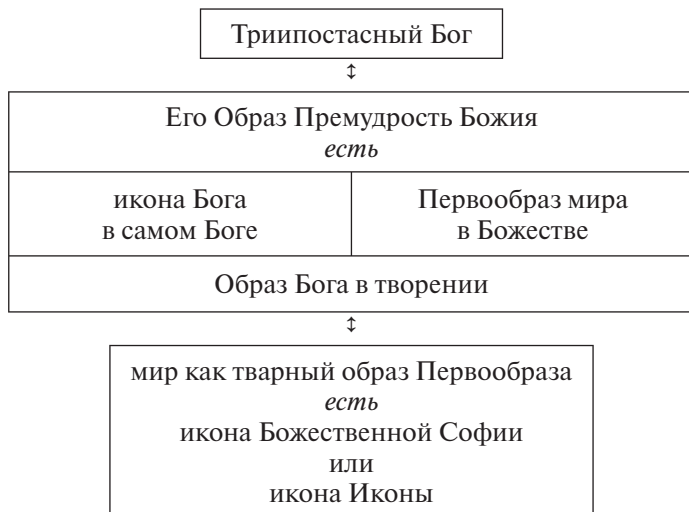 Триипостасный Бог
↕
Его Образ Премудрость Божия
есть
икона Бога
в самом Боге
Первообраз мира
в Божестве
Образ Бога в творении
↕
мир как тварный образ Первообраза
есть
икона Божественной Софии
или
икона Иконы